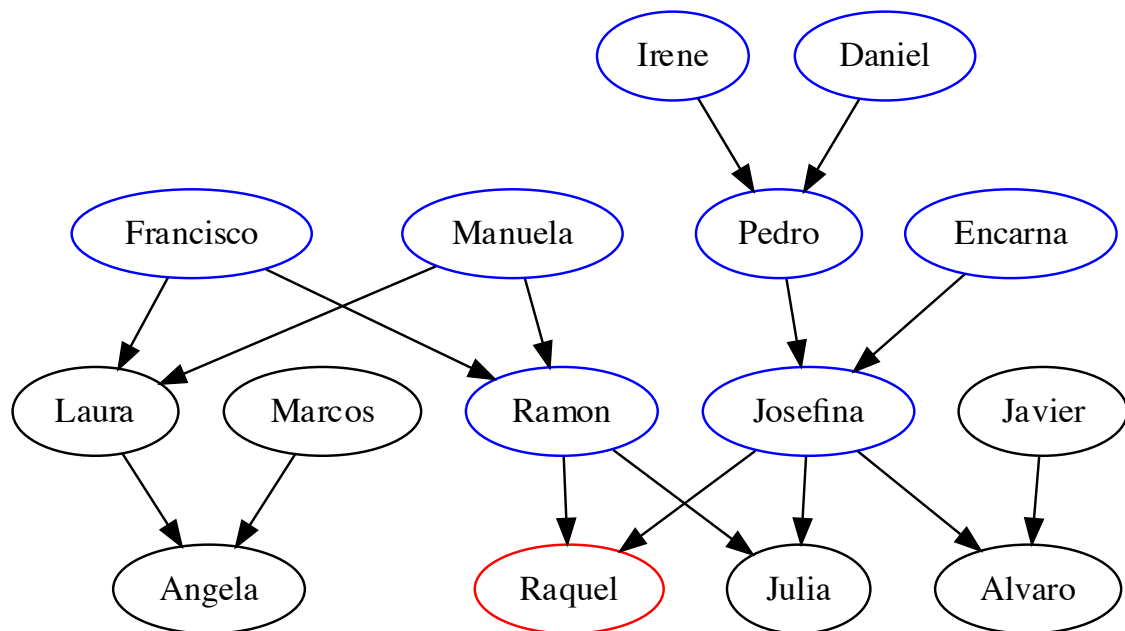 Irene
Daniel
Francisco
Manuela
Pedro
Encarna
Laura
Marcos
Ramon
Josefina
Javier
Angela
Raquel
Julia
Alvaro